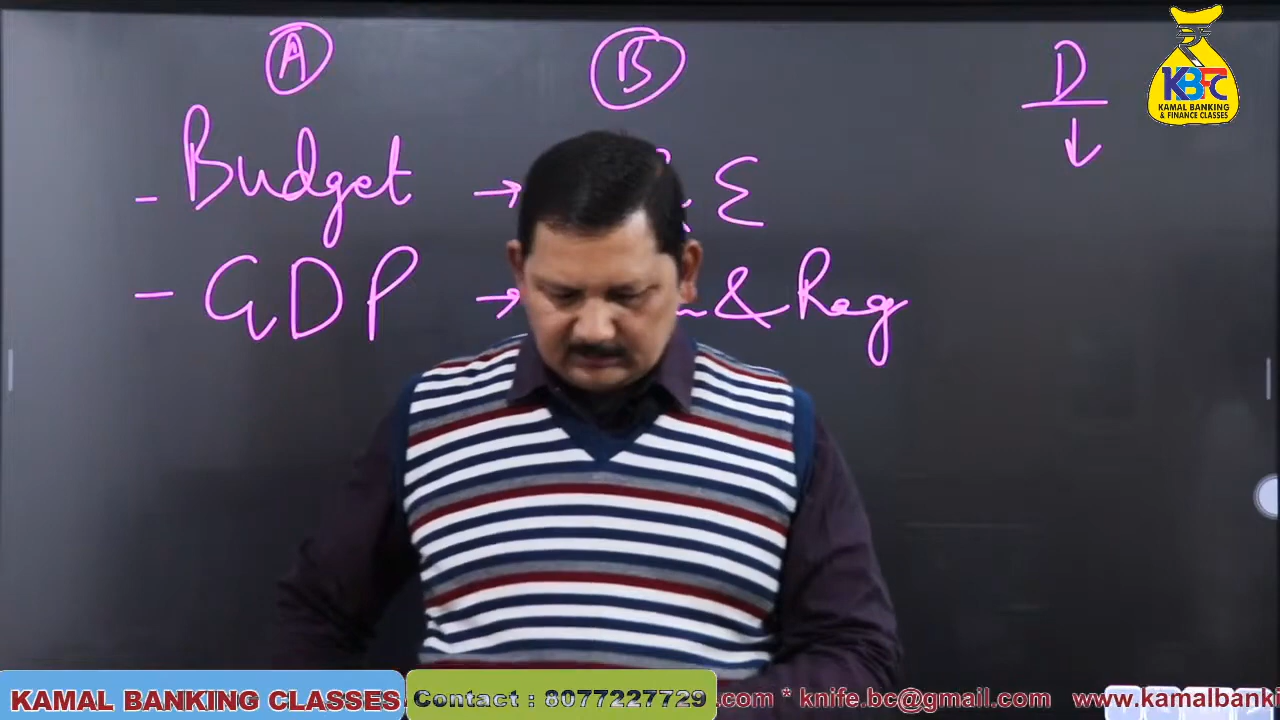 A B D
- Budget → & E
- GDP → & Reg
KBFC
KAMAL BANKING
& FINANCE CLASSES
KAMAL BANKING CLASSES Contact : 8077227729 .com * knife.bc@gmail.com www.kamalbanki